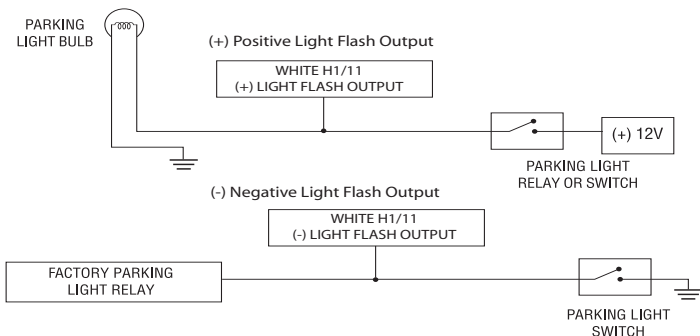 PARKING
LIGHT BULB
(+) Positive Light Flash Output
WHITE H1/11
(+) LIGHT FLASH OUTPUT
(+) 12V
PARKING LIGHT
RELAY OR SWITCH
(-) Negative Light Flash Output
WHITE H1/11
(-) LIGHT FLASH OUTPUT
FACTORY PARKING
LIGHT RELAY
PARKING LIGHT
SWITCH